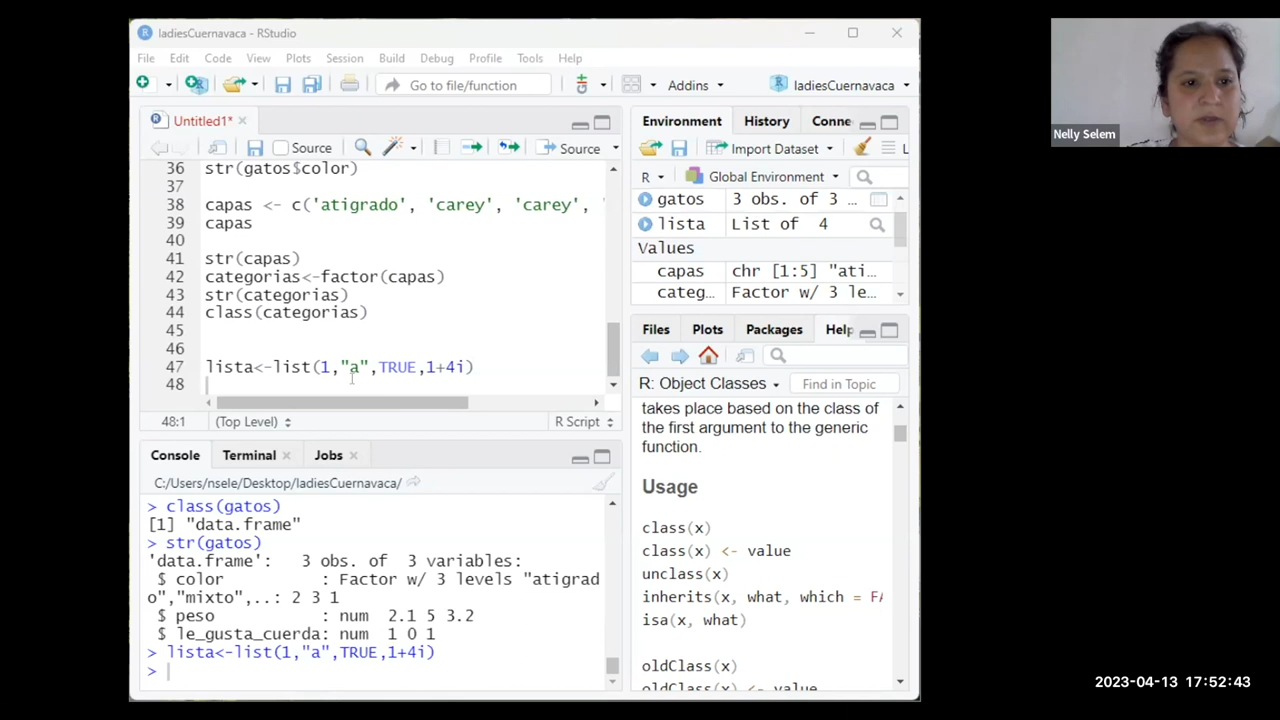 ladiesCuernavaca - RStudio
File Edit Code View Plots Session Build Debug Profile Tools Help
Go to file/function Addins ladiesCuernavaca
Untitled1*
Source Source
36 str(gatos$color)
37
38 capas <- c('atigrado', 'carey', 'carey', '
39 capas
40
41 str(capas)
42 categorias<-factor(capas)
43 str(categorias)
44 class(categorias)
45
46
47 lista<-list(1,"a",TRUE,1+4i)
48
48:1 (Top Level) R Script
Console Terminal Jobs
C:/Users/nsele/Desktop/ladiesCuernavaca/
> class(gatos)
[1] "data.frame"
> str(gatos)
'data.frame': 3 obs. of 3 variables:
$ color : Factor w/ 3 levels "atigrad
o","mixto",..: 2 3 1
$ peso : num 2.1 5 3.2
$ le_gusta_cuerda: num 1 0 1
> lista<-list(1,"a",TRUE,1+4i)
>
Environment History Conne
Import Dataset L
R Global Environment
gatos 3 obs. of 3 …
lista List of 4
Values
capas chr [1:5] "ati…
categ… Factor w/ 3 le…
Files Plots Packages Help
R: Object Classes Find in Topic
takes place based on the class of
the first argument to the generic
function.
Usage
class(x)
class(x) <- value
unclass(x)
inherits(x, what, which = FA
isa(x, what)
oldClass(x)
oldClass(x) <- value
Nelly Selem
2023-04-13 17:52:43